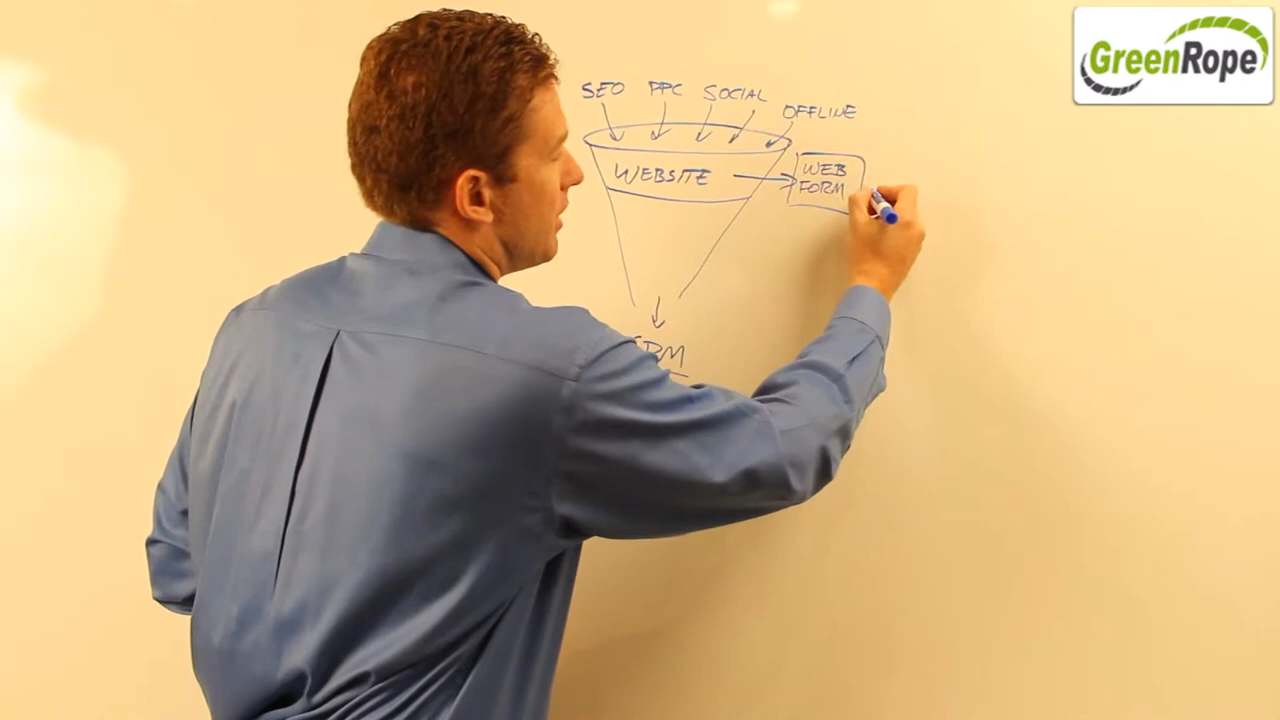 GreenRope
SEO PPC SOCIAL OFFLINE
WEBSITE
WEB
FORM